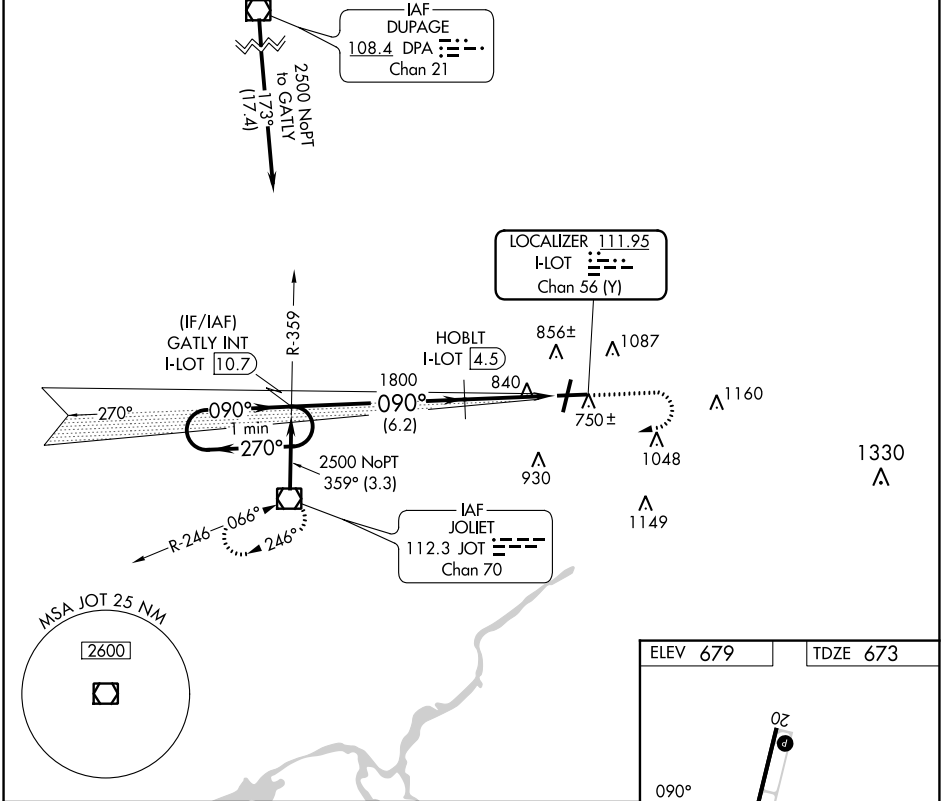 IAF
DUPAGE
108.4 DPA
Chan 21
2500 NoPT
to GATLY
173°
(17.4)
LOCALIZER 111.95
I-LOT
Chan 56 (Y)
R-359
(IF/IAF)
GATLY INT
I-LOT 10.7
HOBLT
I-LOT 4.5
856±
1087
840
1800
090°
(6.2)
270°
090°
1 min
270°
750±
1160
1048
930
1330
1149
2500 NoPT
359° (3.3)
R-246
066°
246°
IAF
JOLIET
112.3 JOT
Chan 70
MSA JOT 25 NM
2600
ELEV 679
TDZE 673
20
P
090°